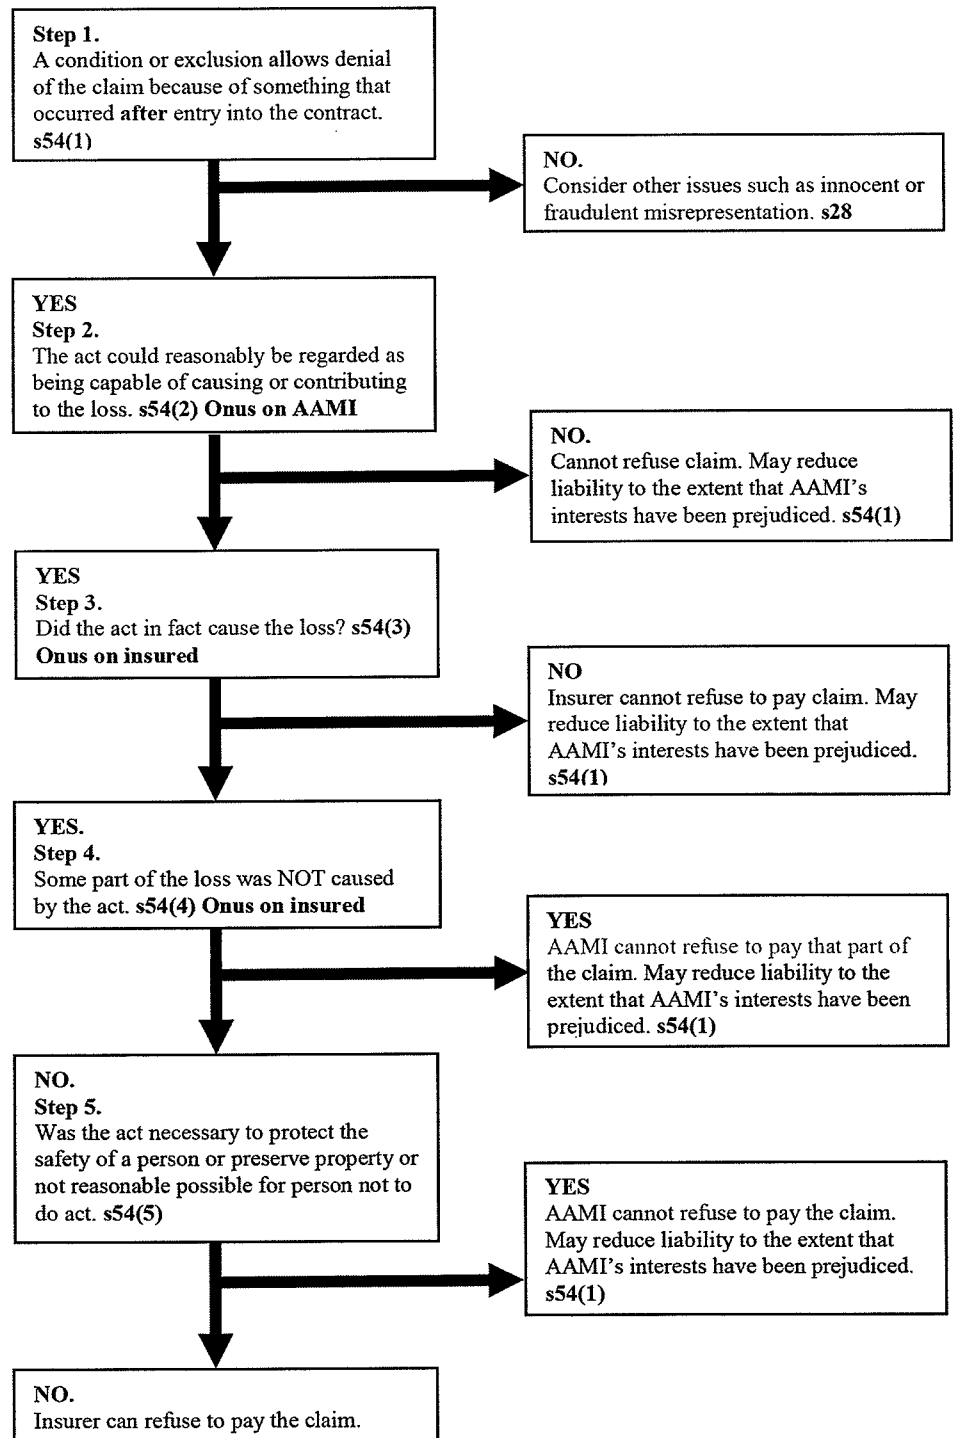 Step 1.
A condition or exclusion allows denial
of the claim because of something that
occurred after entry into the contract.
s54(1)
NO.
Consider other issues such as innocent or
fraudulent misrepresentation. s28
YES
Step 2.
The act could reasonably be regarded as
being capable of causing or contributing
to the loss. s54(2) Onus on AAMI
NO.
Cannot refuse claim. May reduce
liability to the extent that AAMI's
interests have been prejudiced. s54(1)
YES
Step 3.
Did the act in fact cause the loss? s54(3)
Onus on insured
NO
Insurer cannot refuse to pay claim. May
reduce liability to the extent that
AAMI's interests have been prejudiced.
s54(1)
YES.
Step 4.
Some part of the loss was NOT caused
by the act. s54(4) Onus on insured
YES
AAMI cannot refuse to pay that part of
the claim. May reduce liability to the
extent that AAMI's interests have been
prejudiced. s54(1)
NO.
Step 5.
Was the act necessary to protect the
safety of a person or preserve property or
not reasonable possible for person not to
do act. s54(5)
YES
AAMI cannot refuse to pay the claim.
May reduce liability to the extent that
AAMI's interests have been prejudiced.
s54(1)
NO.
Insurer can refuse to pay the claim.